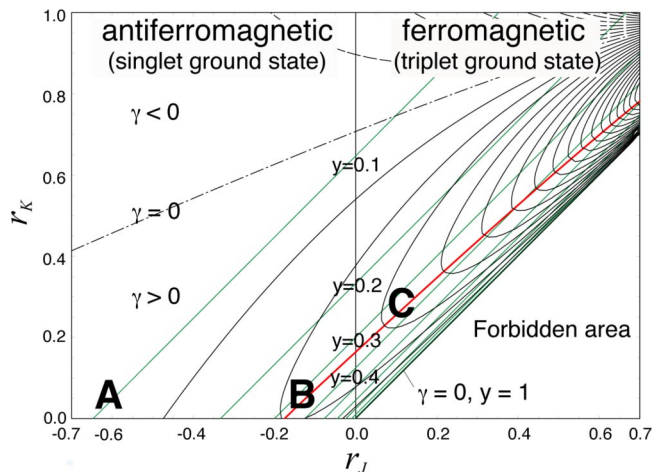 1.0
antiferromagnetic
(singlet ground state)
ferromagnetic
(triplet ground state)
0.8
γ < 0
y=0.1
0.6
r_K
γ = 0
0.4
y=0.2
γ > 0
C
0.2
Forbidden area
y=0.3
A
B
y=0.4
γ = 0, y = 1
0.0
-0.7
-0.6
-0.4
-0.2
0.0
0.2
0.4
0.6
0.7
r_J